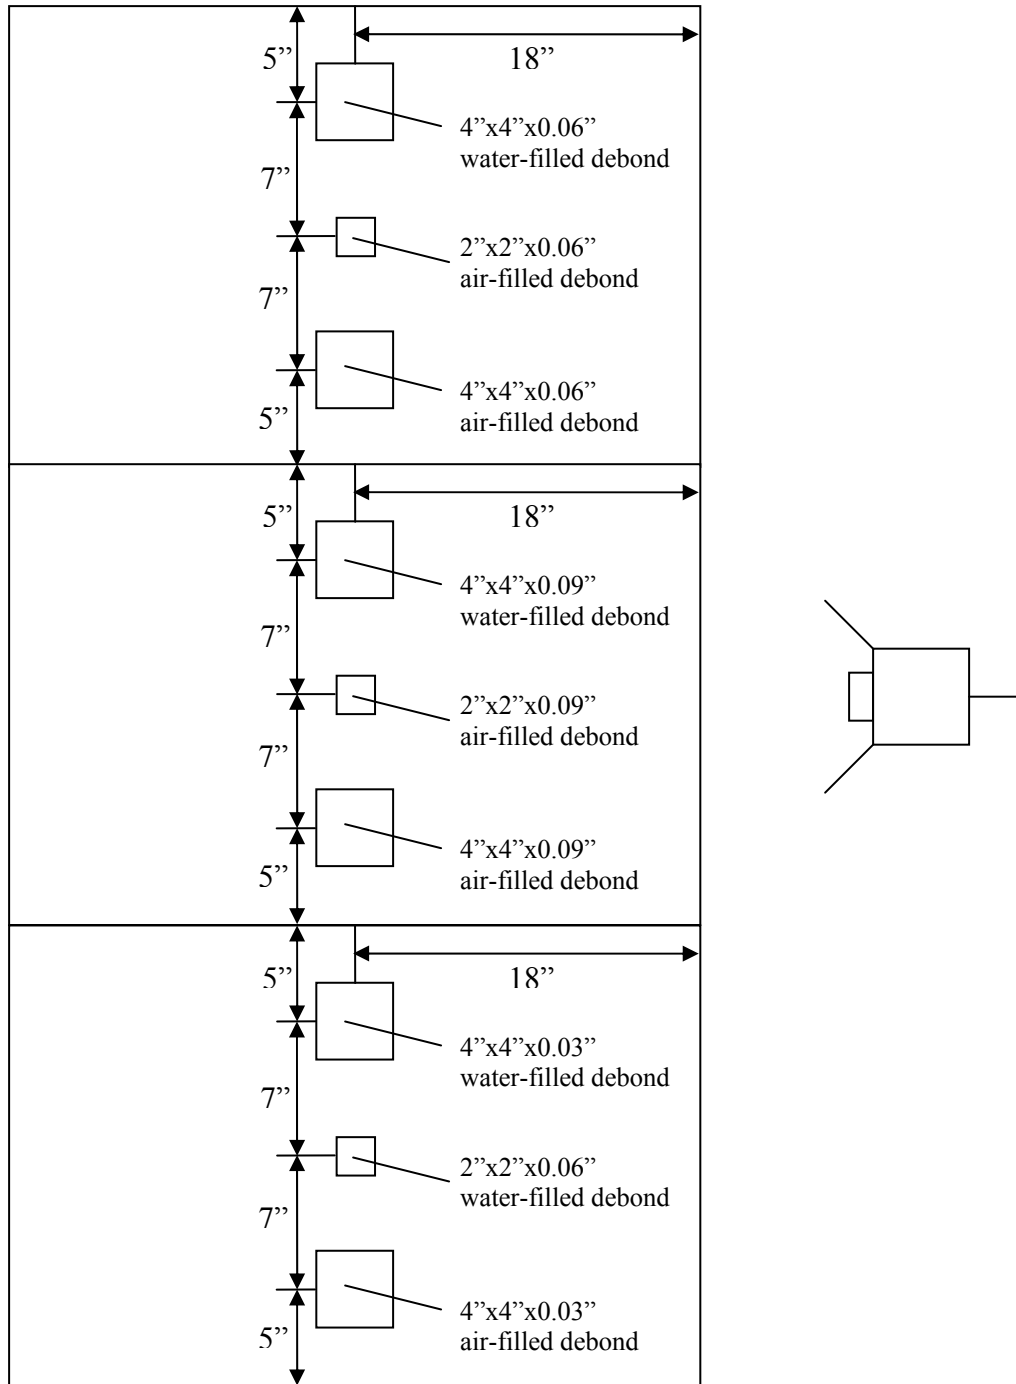 5”
18”
4”x4”x0.06”
water-filled debond
7”
2”x2”x0.06”
air-filled debond
7”
4”x4”x0.06”
air-filled debond
5”
5”
18”
4”x4”x0.09”
water-filled debond
7”
2”x2”x0.09”
air-filled debond
7”
4”x4”x0.09”
air-filled debond
5”
5”
18”
4”x4”x0.03”
water-filled debond
7”
2”x2”x0.06”
water-filled debond
7”
4”x4”x0.03”
air-filled debond
5”